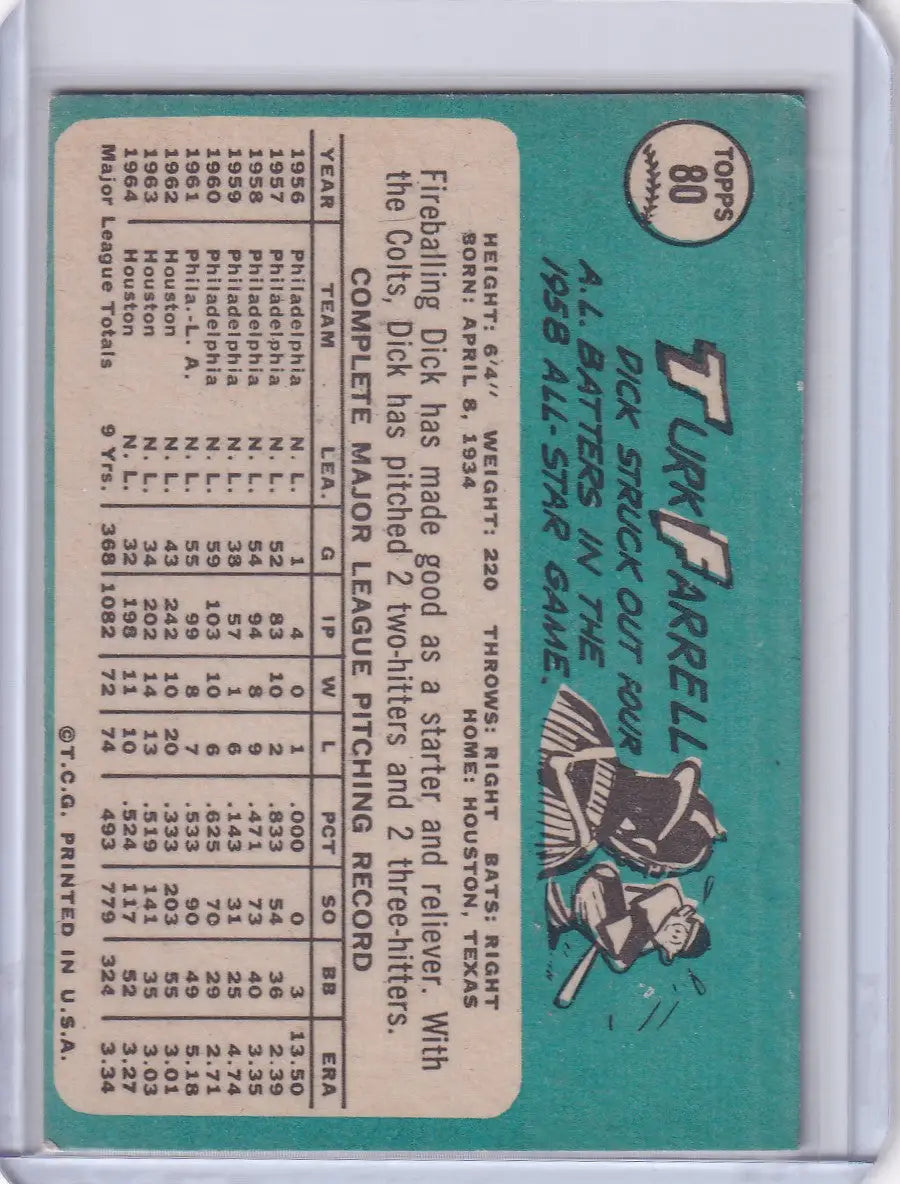 TOPPS
80
TURK FARRELL
DICK STRUCK OUT FOUR
A.L. BATTERS IN THE
1958 ALL-STAR GAME.
HEIGHT: 6'4" WEIGHT: 220 THROWS: RIGHT BATS: RIGHT
BORN: APRIL 8, 1934 HOME: HOUSTON, TEXAS
Fireballing Dick has made good as a starter and reliever. With
the Colts, Dick has pitched 2 two-hitters and 2 three-hitters.
COMPLETE MAJOR LEAGUE PITCHING RECORD
YEAR TEAM LEA. G IP W L PCT SO BB ERA
1956 Philadelphia N. L. 1 4 0 1 .000 0 3 13.50
1957 Philadelphia N. L. 52 83 10 2 .833 54 36 2.39
1958 Philadelphia N. L. 54 94 8 9 .471 73 40 3.35
1959 Philadelphia N. L. 38 57 1 6 .143 31 25 4.74
1960 Philadelphia N. L. 59 103 10 6 .625 70 29 2.71
1961 Phila.-L. A. N. L. 55 99 8 7 .533 90 49 5.18
1962 Houston N. L. 43 242 10 20 .333 203 55 3.01
1963 Houston N. L. 34 202 14 13 .519 141 35 3.03
1964 Houston N. L. 32 198 11 10 .524 117 52 3.27
Major League Totals 9 Yrs. 368 1082 72 74 .493 779 324 3.34
©T.C.G. PRINTED IN U.S.A.